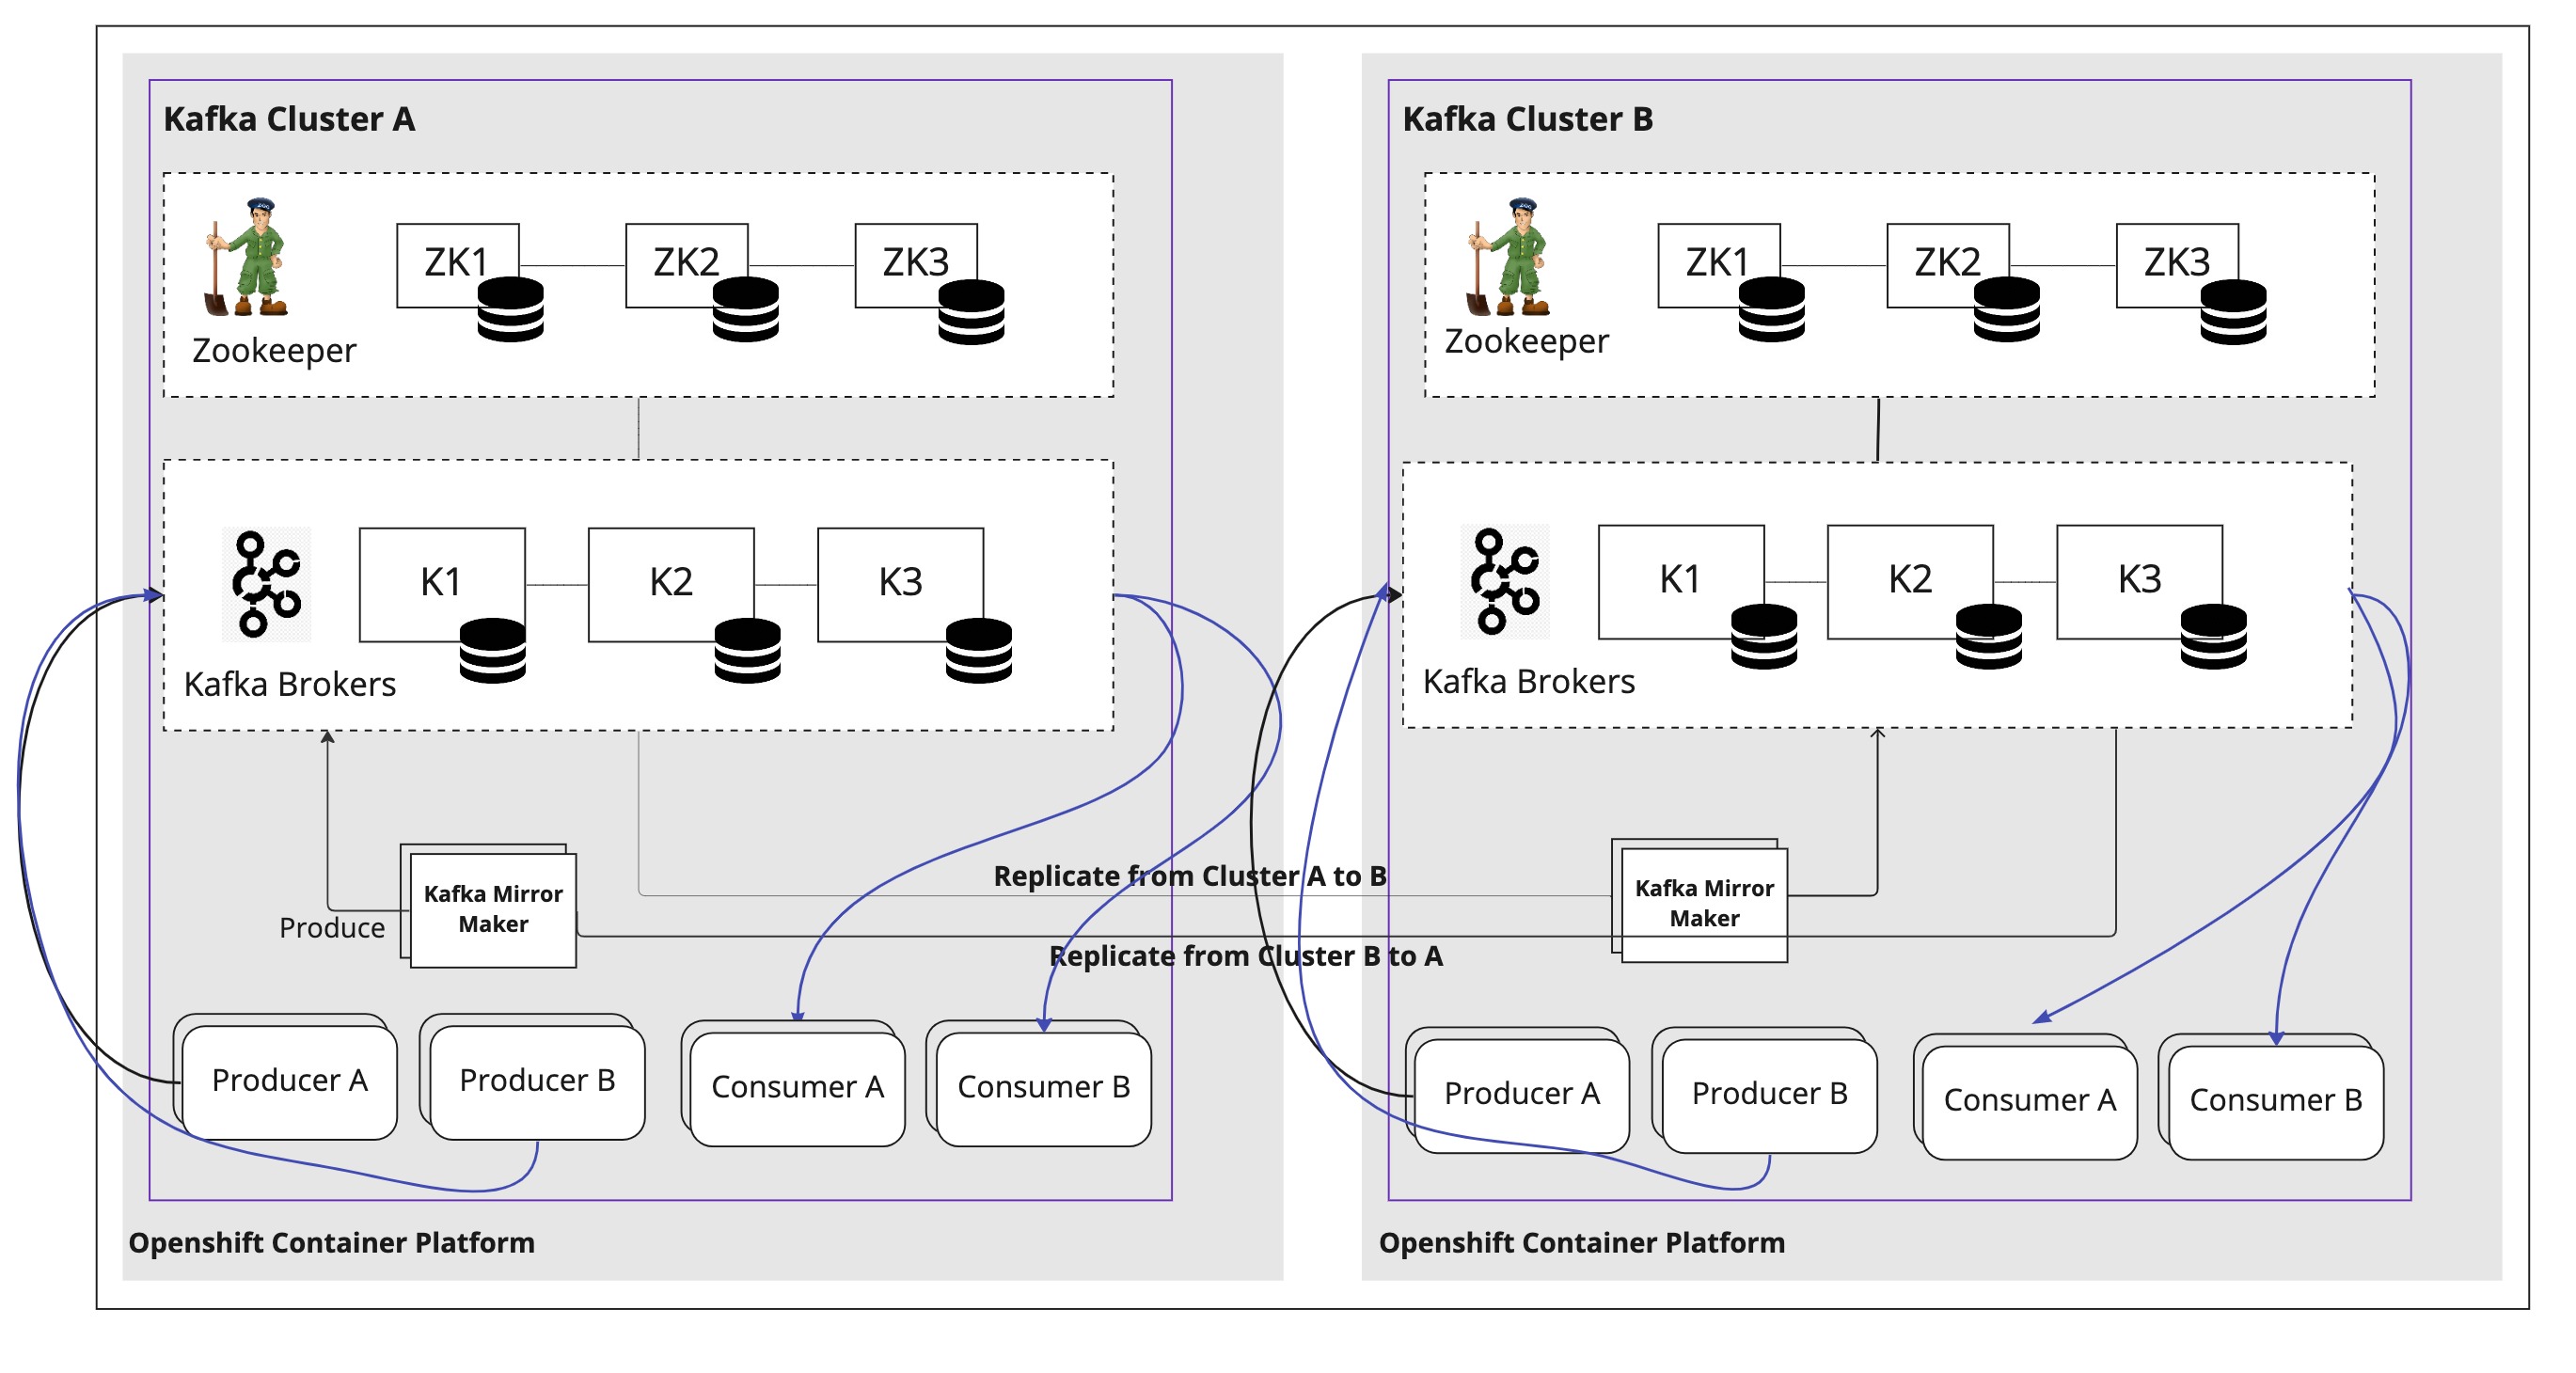 Kafka Cluster A
ZK1
ZK2
ZK3
Zookeeper
K1
K2
K3
Kafka Brokers
Kafka Mirror
Maker
Produce
Replicate from Cluster A to B
Replicate from Cluster B to A
Producer A
Producer B
Consumer A
Consumer B
Openshift Container Platform
Kafka Cluster B
ZK1
ZK2
ZK3
Zookeeper
K1
K2
K3
Kafka Brokers
Kafka Mirror
Maker
Producer A
Producer B
Consumer A
Consumer B
Openshift Container Platform